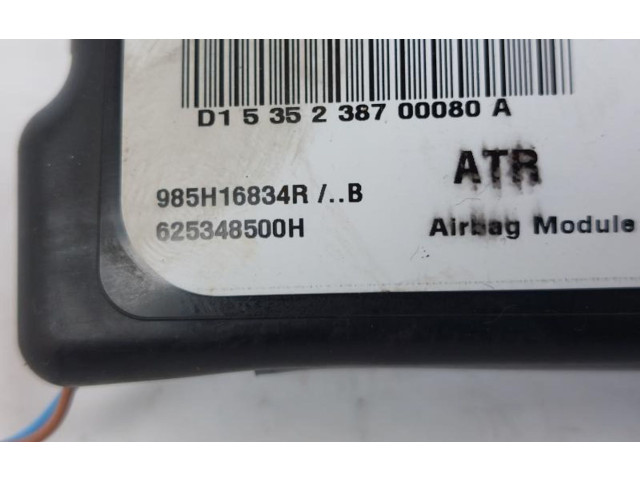 D1 5 35 2 387 00080 A
ATR
985H16834R /..B
625348500H
Airbag Module